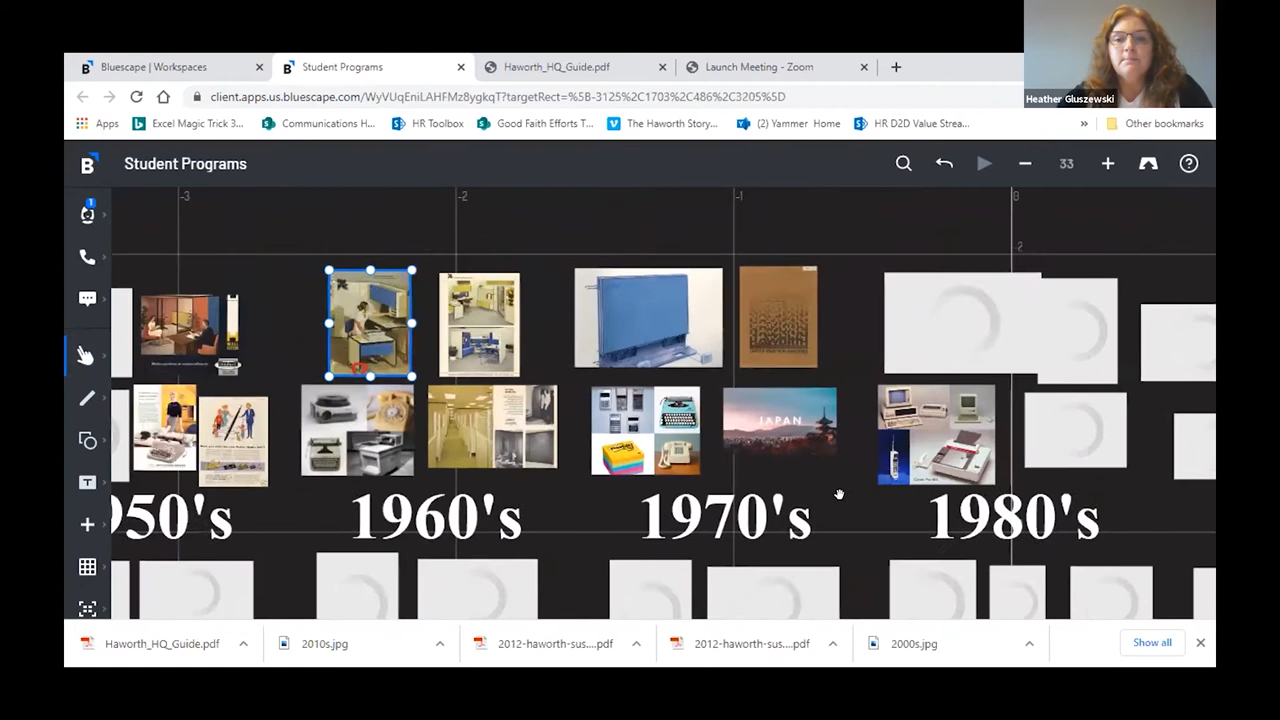 Bluescape | Workspaces
Student Programs
Haworth_HQ_Guide.pdf
Launch Meeting - Zoom
client.apps.us.bluescape.com/WyVUqEniLAHFMz8ygkqT?targetRect=%5B-3125%2C1703%2C486%2C3205%5D
Heather Gluszewski
Apps
Excel Magic Trick 3...
Communications H...
HR Toolbox
Good Faith Efforts T...
The Haworth Story...
(2) Yammer Home
HR D2D Value Strea...
»
Other bookmarks
B
Student Programs
33
1
-3
-2
-1
0
-2
JAPAN
950's
1960's
1970's
1980's
Haworth_HQ_Guide.pdf
2010s.jpg
2012-haworth-sus....pdf
2012-haworth-sus....pdf
2000s.jpg
Show all